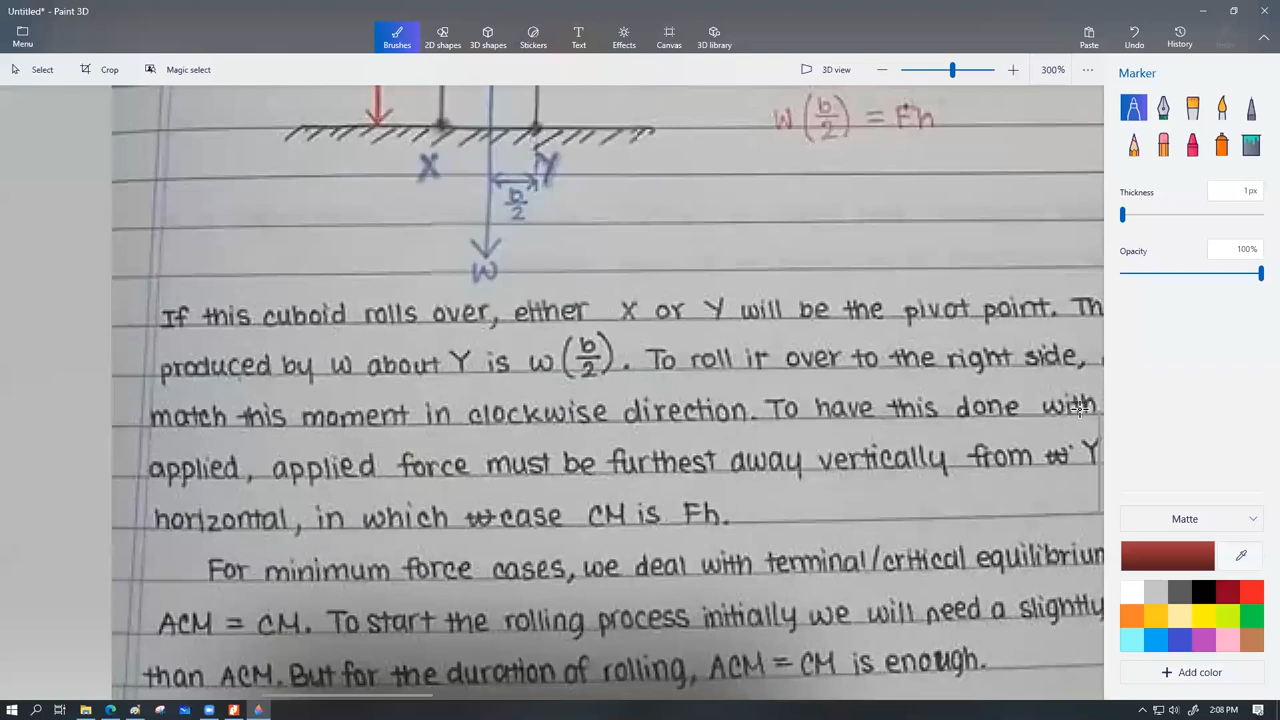 Untitled* - Paint 3D
Menu
Brushes
2D shapes
3D shapes
Stickers
Text
Effects
Canvas
3D library
Paste
Undo
History
Redo
Select
Crop
Magic select
3D view
300%
Marker
Thickness
1px
Opacity
100%
Matte
Add color
W (b/2) = Fh
X
Y
b/2
W
If this cuboid rolls over, either X or Y will be the pivot point. Th
produced by W about Y is W (b/2). To roll it over to the right side,
match this moment in clockwise direction. To have this done with
applied, applied force must be furthest away vertically from Y
horizontal, in which case CM is Fh.
For minimum force cases, we deal with terminal/critical equilibrium
ACM = CM. To start the rolling process initially we will need a slightly
than ACM. But for the duration of rolling, ACM = CM is enough.
2:08 PM